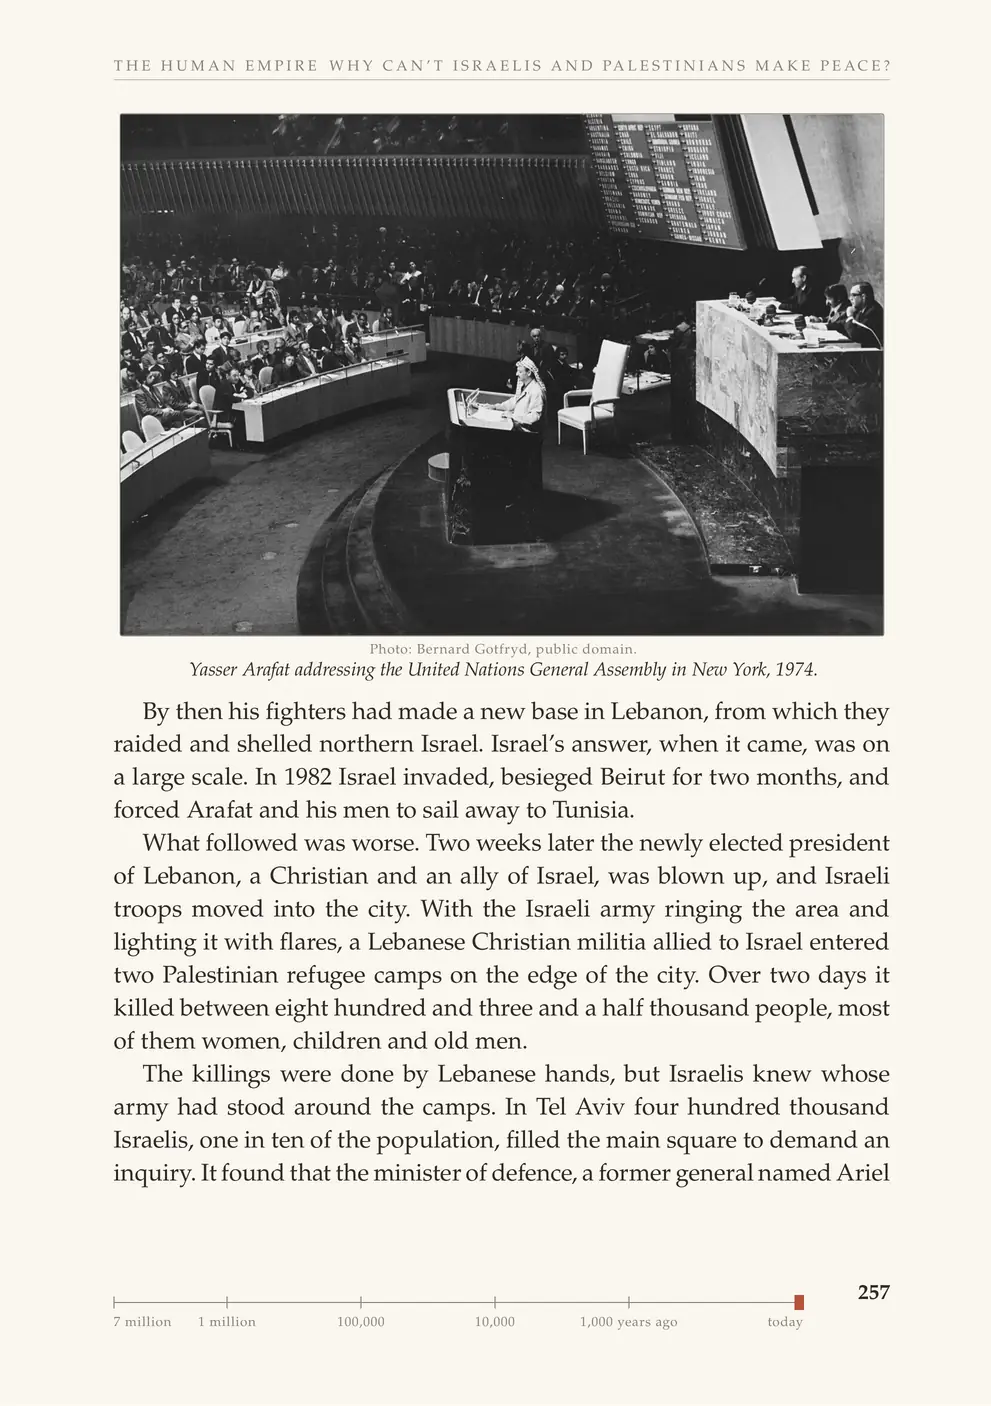 THE HUMAN EMPIRE WHY CAN’T ISRAELIS AND PALESTINIANS MAKE PEACE?
Photo: Bernard Gotfryd, public domain.
Yasser Arafat addressing the United Nations General Assembly in New York, 1974.
By then his fighters had made a new base in Lebanon, from which they
raided and shelled northern Israel. Israel’s answer, when it came, was on
a large scale. In 1982 Israel invaded, besieged Beirut for two months, and
forced Arafat and his men to sail away to Tunisia.
What followed was worse. Two weeks later the newly elected president
of Lebanon, a Christian and an ally of Israel, was blown up, and Israeli
troops moved into the city. With the Israeli army ringing the area and
lighting it with flares, a Lebanese Christian militia allied to Israel entered
two Palestinian refugee camps on the edge of the city. Over two days it
killed between eight hundred and three and a half thousand people, most
of them women, children and old men.
The killings were done by Lebanese hands, but Israelis knew whose
army had stood around the camps. In Tel Aviv four hundred thousand
Israelis, one in ten of the population, filled the main square to demand an
inquiry. It found that the minister of defence, a former general named Ariel
257
7 million 1 million 100,000 10,000 1,000 years ago today